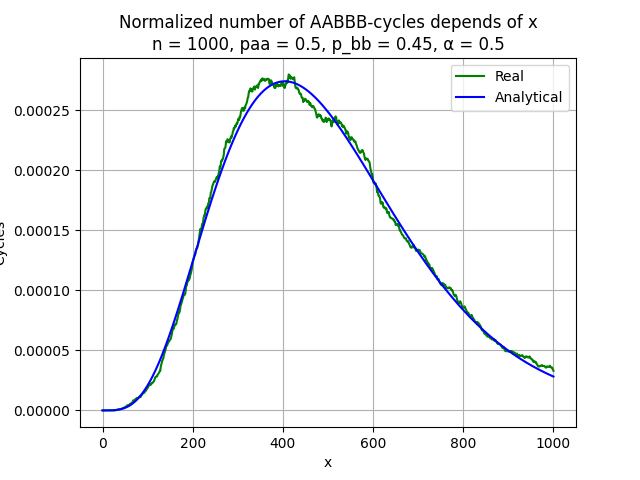 Normalized number of AABBB-cycles depends of x
n = 1000, paa = 0.5, p_bb = 0.45, α = 0.5
Real
Analytical
0.00025
0.00020
0.00015
0.00010
0.00005
0.00000
0 200 400 600 800 1000
x